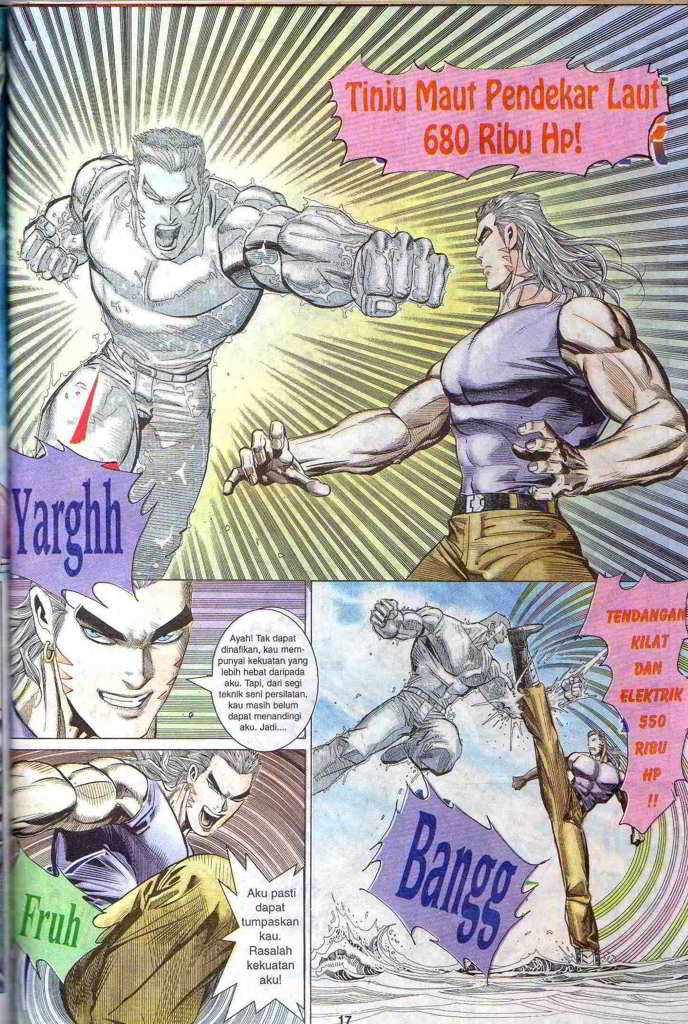 Tinju Maut Pendekar Laut
680 Ribu Hp!
Yarghh
Ayah! Tak dapat
dinafikan, kau mem-
punyai kekuatan yang
lebih hebat daripada
aku. Tapi, dari segi
teknik seni persilatan,
kau masih belum
dapat menandingi
aku. Jadi....
TENDANGAN
KILAT
DAN
ELEKTRIK
550
RIBU
HP
!!
Fruh
Aku pasti
dapat
tumpaskan
kau.
Rasalah
kekuatan
aku!
Bangg
17